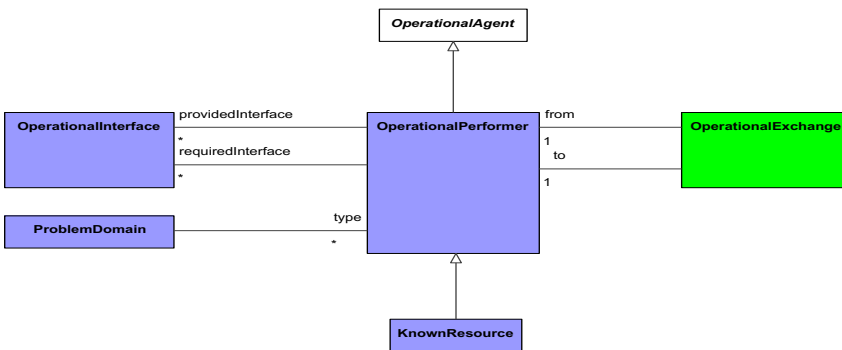 OperationalAgent
providedInterface
from
OperationalInterface
OperationalPerformer
OperationalExchange
*
1
requiredInterface
to
*
1
type
ProblemDomain
*
KnownResource